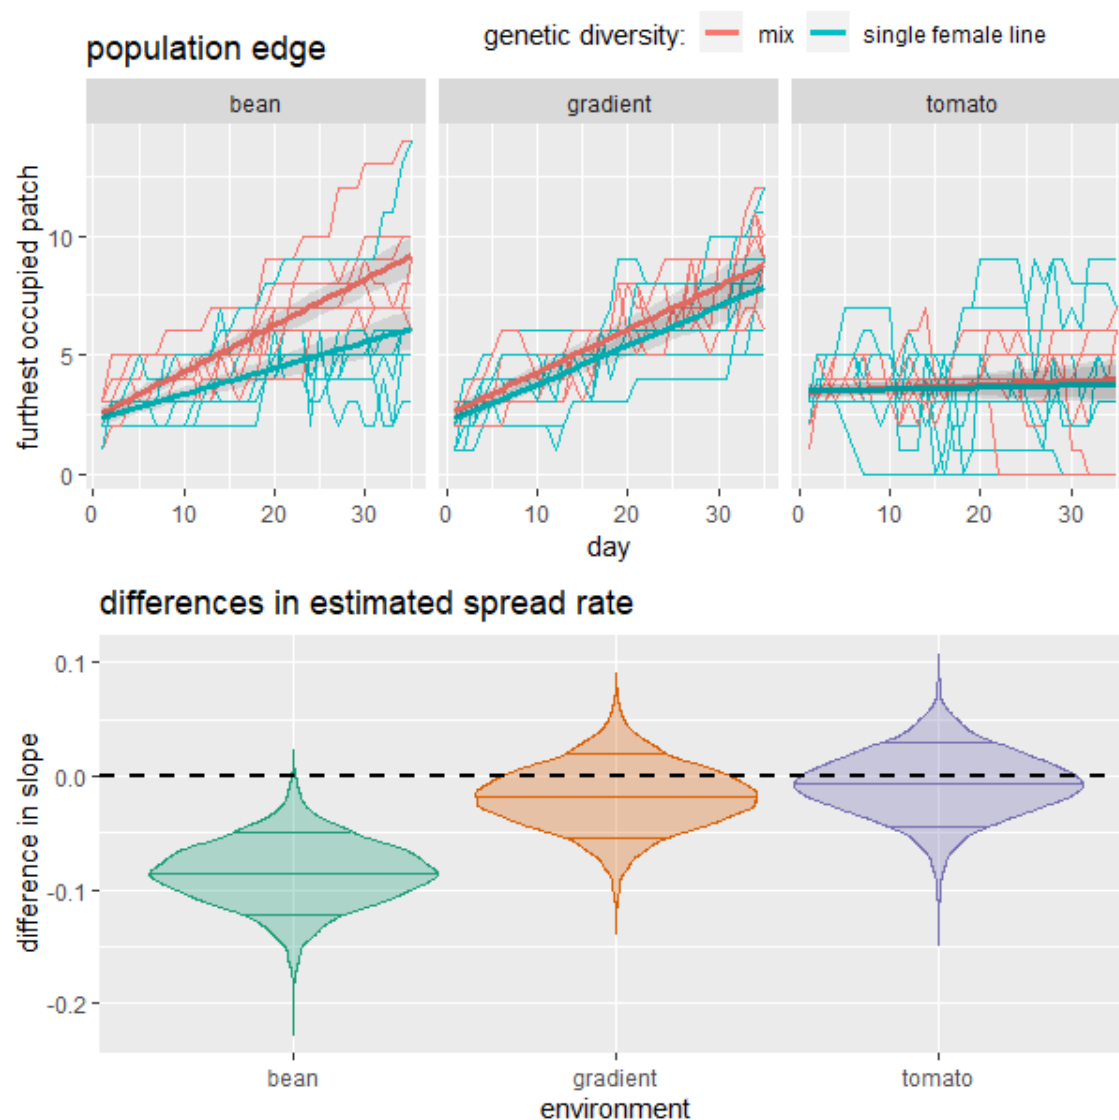 genetic diversity: mix single female line
population edge
bean gradient tomato
furthest occupied patch
10
5
0
0 10 20 30 0 10 20 30 0 10 20 30
day
differences in estimated spread rate
difference in slope
0.1
0.0
-0.1
-0.2
bean gradient tomato
environment